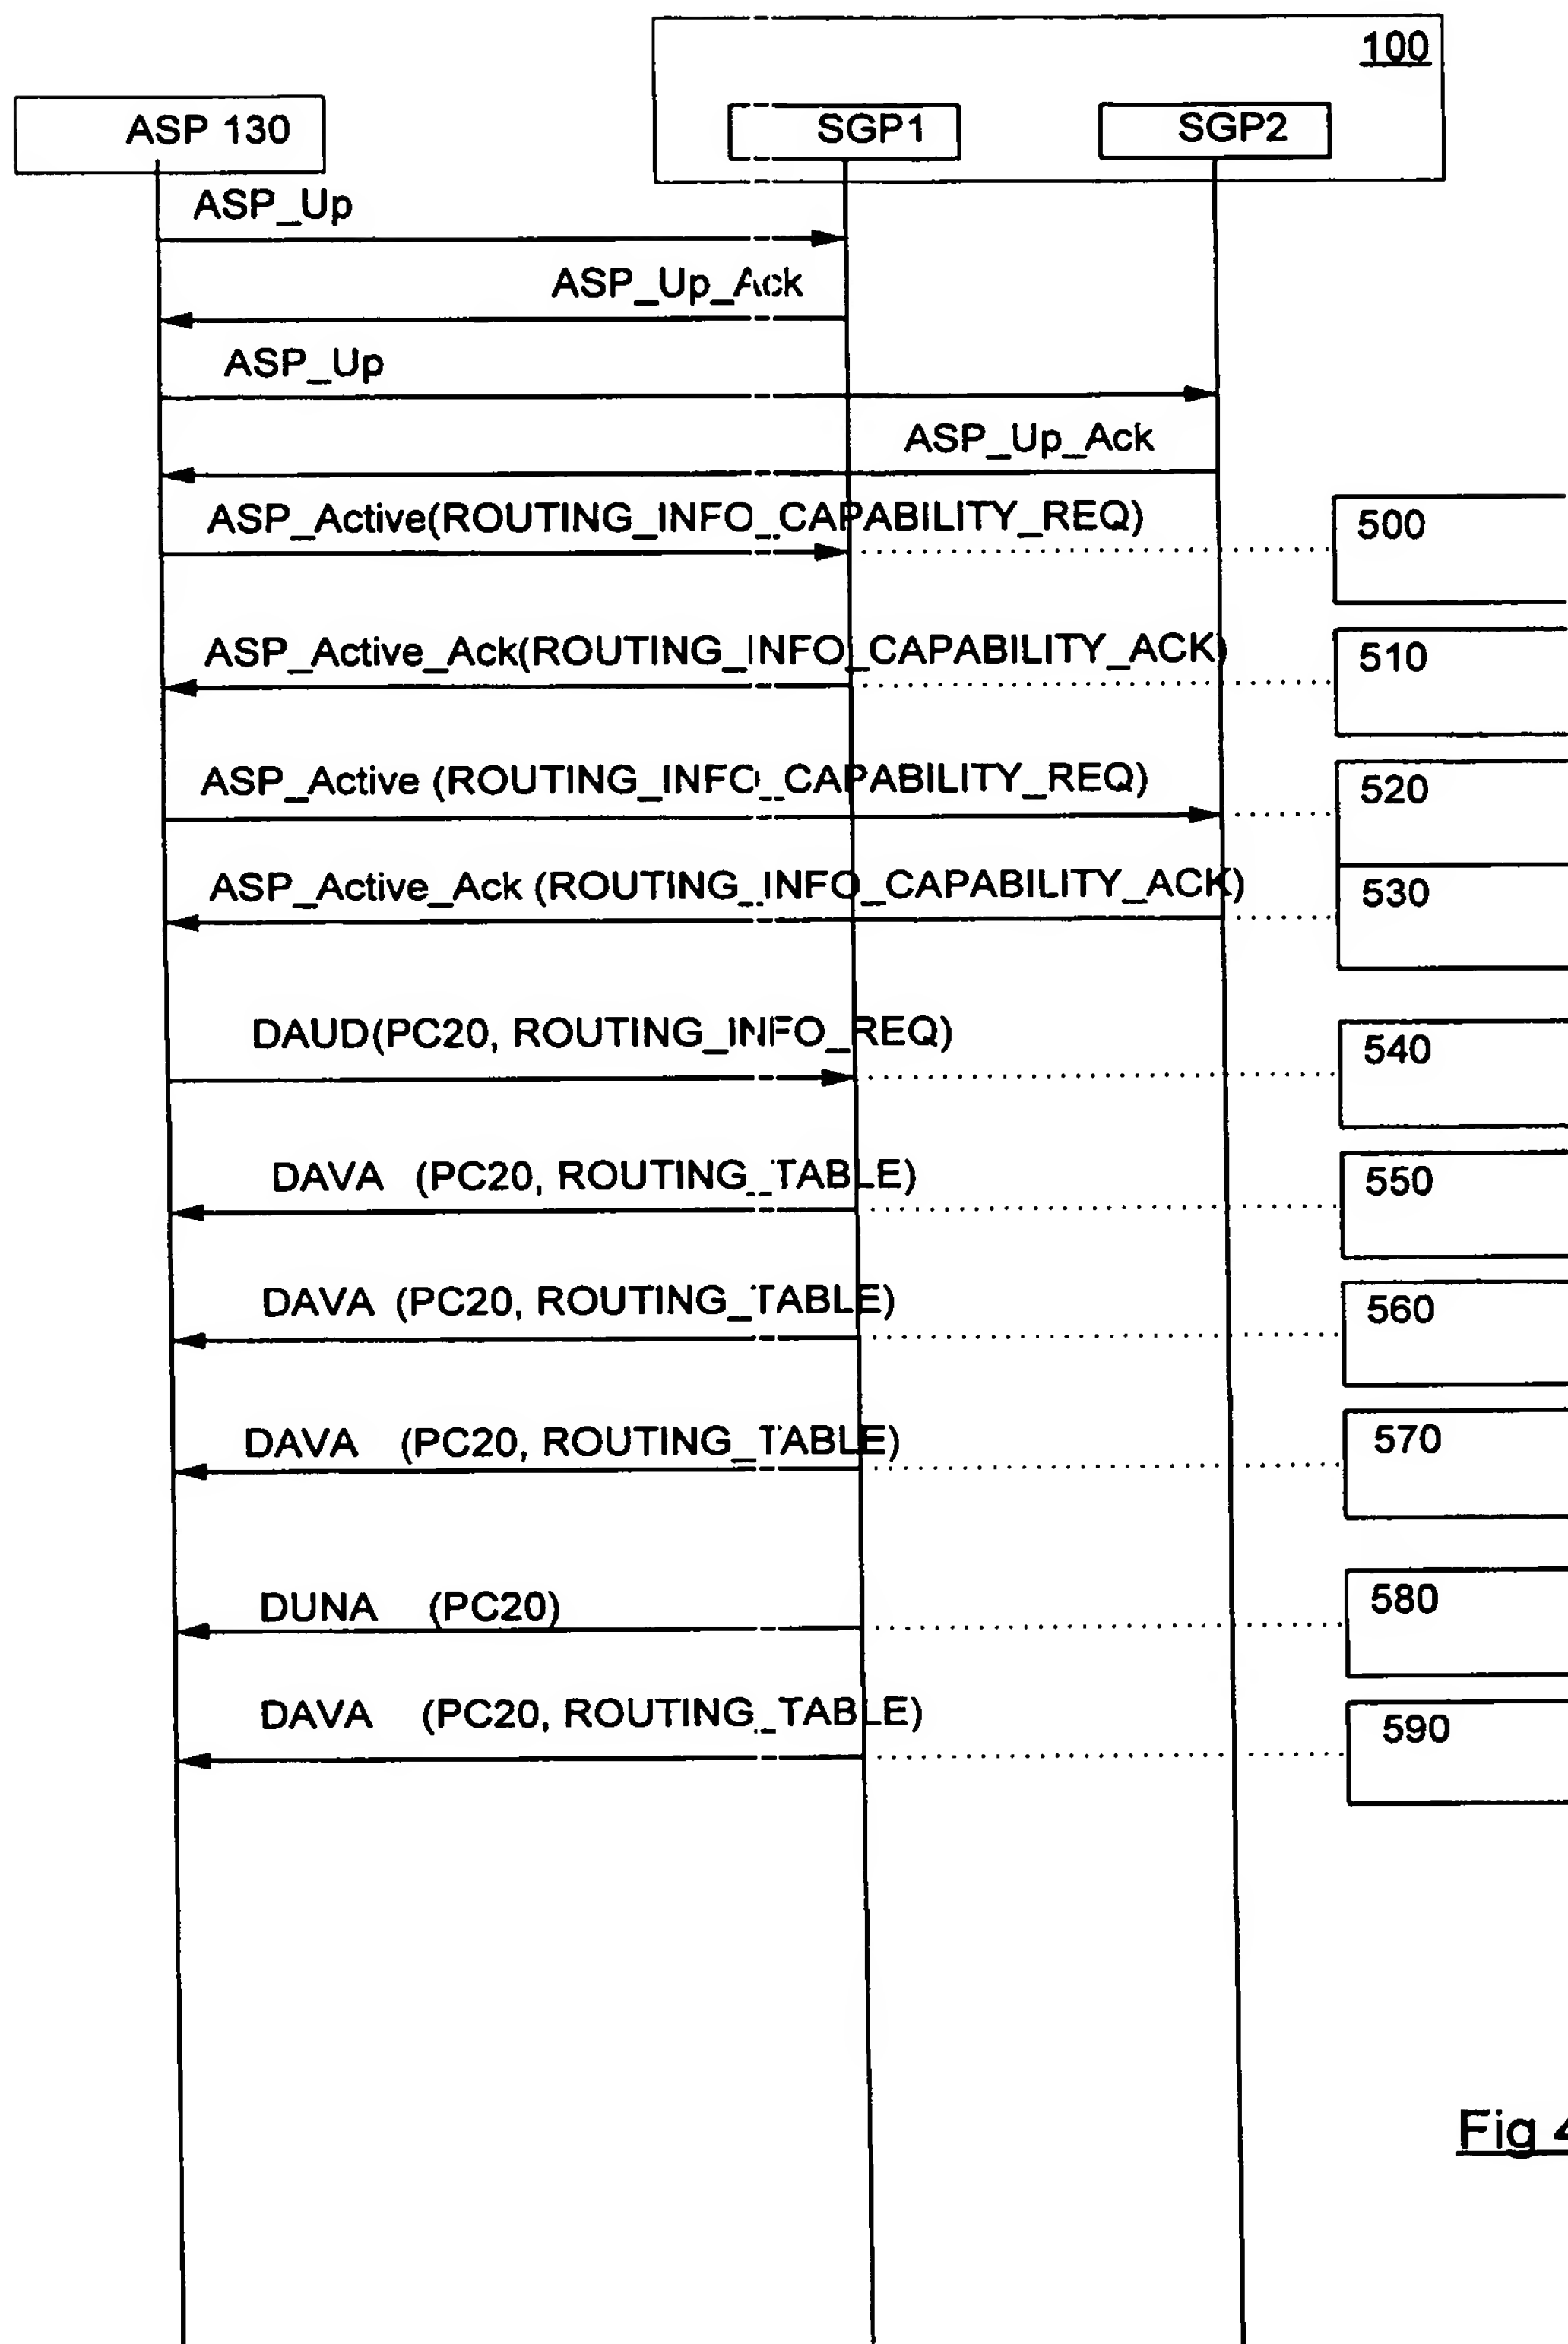 100
ASP 130
SGP1
SGP2
ASP_Up
ASP_Up_Ack
ASP_Up
ASP_Up_Ack
ASP_Active(ROUTING_INFO_CAPABILITY_REQ)
500
ASP_Active_Ack(ROUTING_INFO_CAPABILITY_ACK)
510
ASP_Active (ROUTING_INFO_CAPABILITY_REQ)
520
ASP_Active_Ack (ROUTING_INFO_CAPABILITY_ACK)
530
DAUD(PC20, ROUTING_INFO_REQ)
540
DAVA (PC20, ROUTING_TABLE)
550
DAVA (PC20, ROUTING_TABLE)
560
DAVA (PC20, ROUTING_TABLE)
570
DUNA (PC20)
580
DAVA (PC20, ROUTING_TABLE)
590
Fig 4